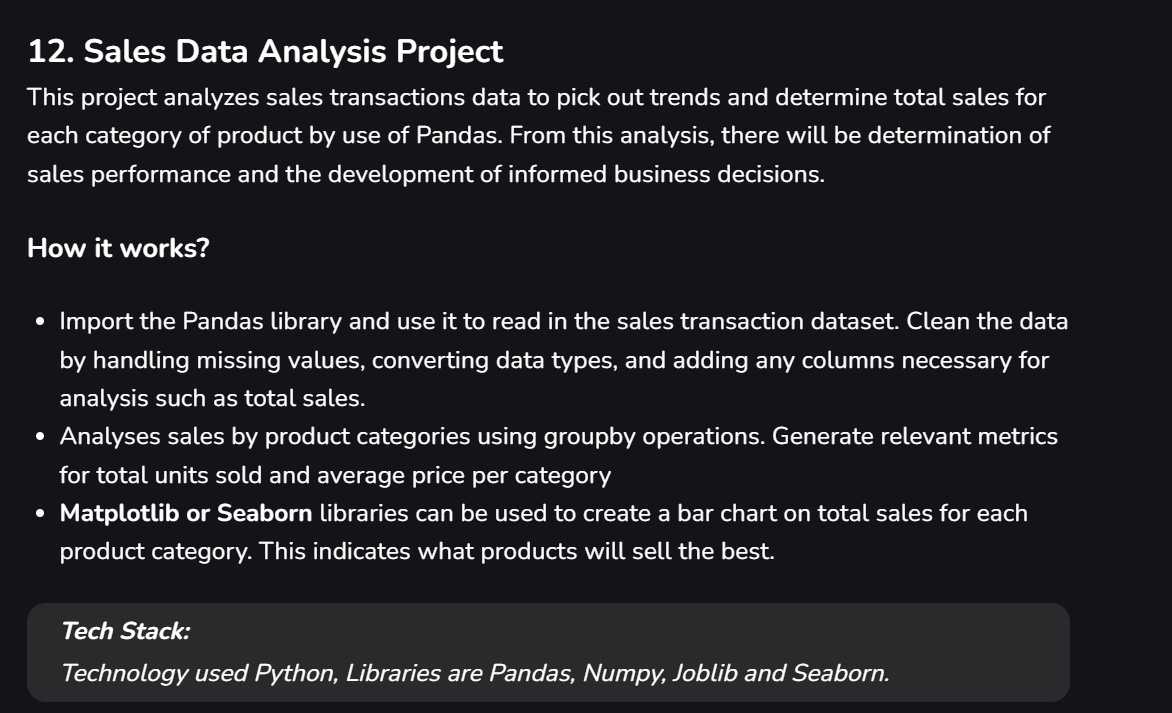 12. Sales Data Analysis Project
This project analyzes sales transactions data to pick out trends and determine total sales for
each category of product by use of Pandas. From this analysis, there will be determination of
sales performance and the development of informed business decisions.
How it works?
• Import the Pandas library and use it to read in the sales transaction dataset. Clean the data
by handling missing values, converting data types, and adding any columns necessary for
analysis such as total sales.
• Analyses sales by product categories using groupby operations. Generate relevant metrics
for total units sold and average price per category
• Matplotlib or Seaborn libraries can be used to create a bar chart on total sales for each
product category. This indicates what products will sell the best.
Tech Stack:
Technology used Python, Libraries are Pandas, Numpy, Joblib and Seaborn.